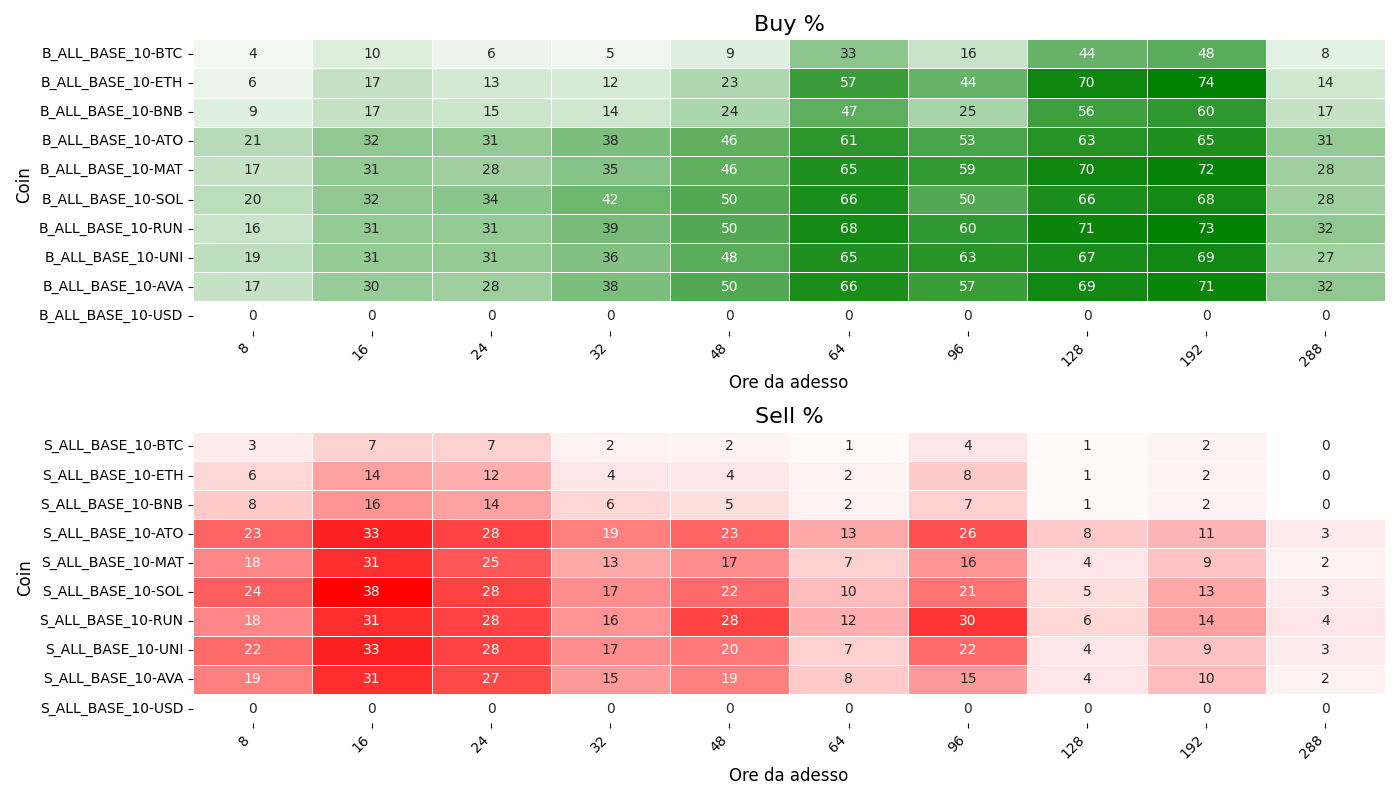 Buy %
Coin
B_ALL_BASE_10-BTC 4 10 6 5 9 33 16 44 48 8
B_ALL_BASE_10-ETH 6 17 13 12 23 57 44 70 74 14
B_ALL_BASE_10-BNB 9 17 15 14 24 47 25 56 60 17
B_ALL_BASE_10-ATO 21 32 31 38 46 61 53 63 65 31
B_ALL_BASE_10-MAT 17 31 28 35 46 65 59 70 72 28
B_ALL_BASE_10-SOL 20 32 34 42 50 66 50 66 68 28
B_ALL_BASE_10-RUN 16 31 31 39 50 68 60 71 73 32
B_ALL_BASE_10-UNI 19 31 31 36 48 65 63 67 69 27
B_ALL_BASE_10-AVA 17 30 28 38 50 66 57 69 71 32
B_ALL_BASE_10-USD 0 0 0 0 0 0 0 0 0 0
8 16 24 32 48 64 96 128 192 288
Ore da adesso
Sell %
Coin
S_ALL_BASE_10-BTC 3 7 7 2 2 1 4 1 2 0
S_ALL_BASE_10-ETH 6 14 12 4 4 2 8 1 2 0
S_ALL_BASE_10-BNB 8 16 14 6 5 2 7 1 2 0
S_ALL_BASE_10-ATO 23 33 28 19 23 13 26 8 11 3
S_ALL_BASE_10-MAT 18 31 25 13 17 7 16 4 9 2
S_ALL_BASE_10-SOL 24 38 28 17 22 10 21 5 13 3
S_ALL_BASE_10-RUN 18 31 28 16 28 12 30 6 14 4
S_ALL_BASE_10-UNI 22 33 28 17 20 7 22 4 9 3
S_ALL_BASE_10-AVA 19 31 27 15 19 8 15 4 10 2
S_ALL_BASE_10-USD 0 0 0 0 0 0 0 0 0 0
8 16 24 32 48 64 96 128 192 288
Ore da adesso